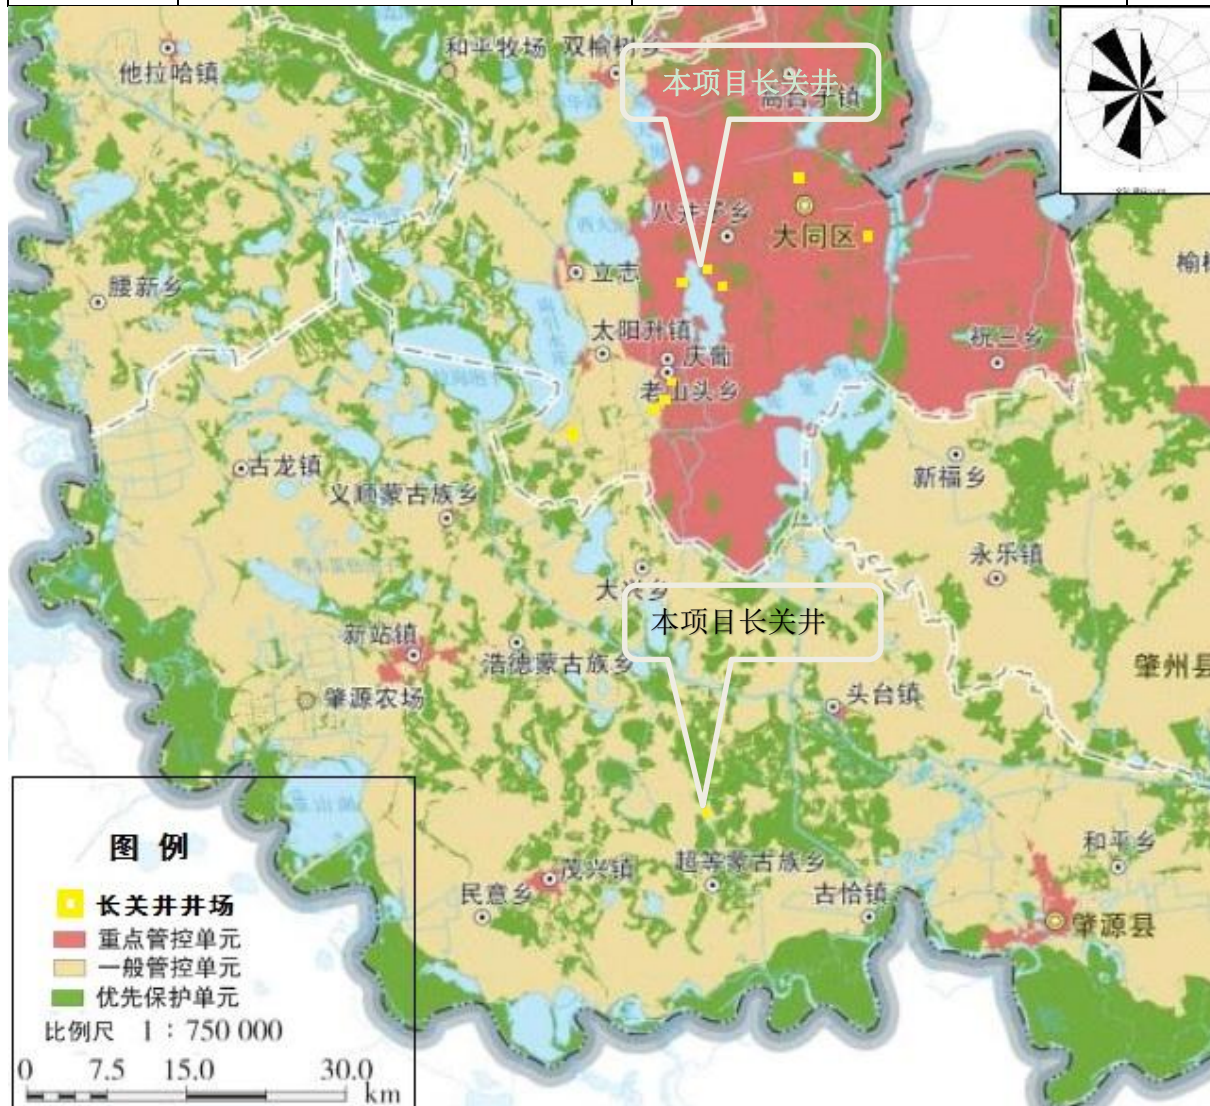 和平牧场
双榆树乡
他拉哈镇
本项目长关井
高台子镇
八井子乡
大同区
立志
腰新乡
太阳升镇
庆葡
祝三乡
老山头乡
古龙镇
新福乡
义顺蒙古族乡
永乐镇
大兴乡
本项目长关井
新站镇
浩德蒙古族乡
肇州县
肇源农场
头台镇
图 例
和平乡
茂兴镇
超等蒙古族乡
民意乡
古恰镇
长关井井场
肇源县
重点管控单元
一般管控单元
优先保护单元
比例尺 1：750 000
0 7.5 15.0 30.0
km